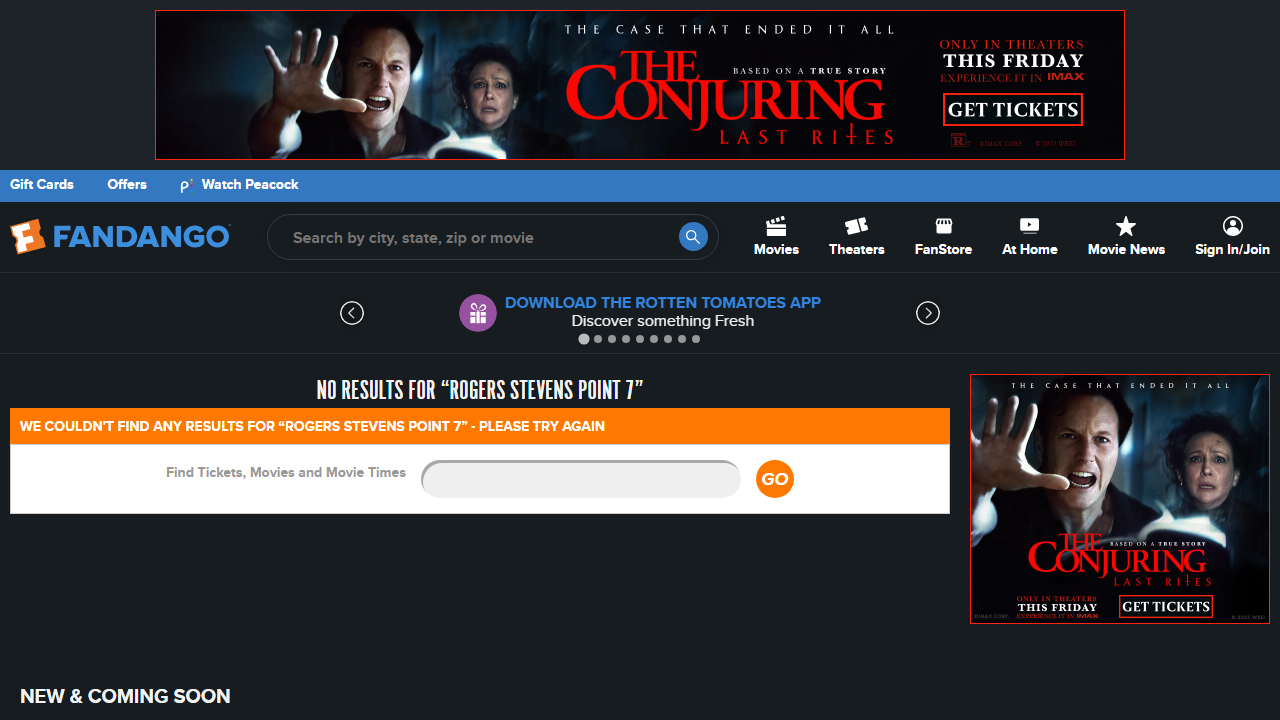 THE CASE THAT ENDED IT ALL
THE CONJURING
BASED ON A TRUE STORY
LAST RITES
ONLY IN THEATERS
THIS FRIDAY
EXPERIENCE IT IN IMAX
GET TICKETS
Gift Cards Offers Watch Peacock
FANDANGO
Search by city, state, zip or movie
Movies Theaters FanStore At Home Movie News Sign In/Join
DOWNLOAD THE ROTTEN TOMATOES APP
Discover something Fresh
NO RESULTS FOR “ROGERS STEVENS POINT 7”
WE COULDN'T FIND ANY RESULTS FOR “ROGERS STEVENS POINT 7” - PLEASE TRY AGAIN
Find Tickets, Movies and Movie Times
GO
THE CASE THAT ENDED IT ALL
THE CONJURING
BASED ON A TRUE STORY
LAST RITES
ONLY IN THEATERS
THIS FRIDAY
EXPERIENCE IT IN IMAX
GET TICKETS
NEW & COMING SOON